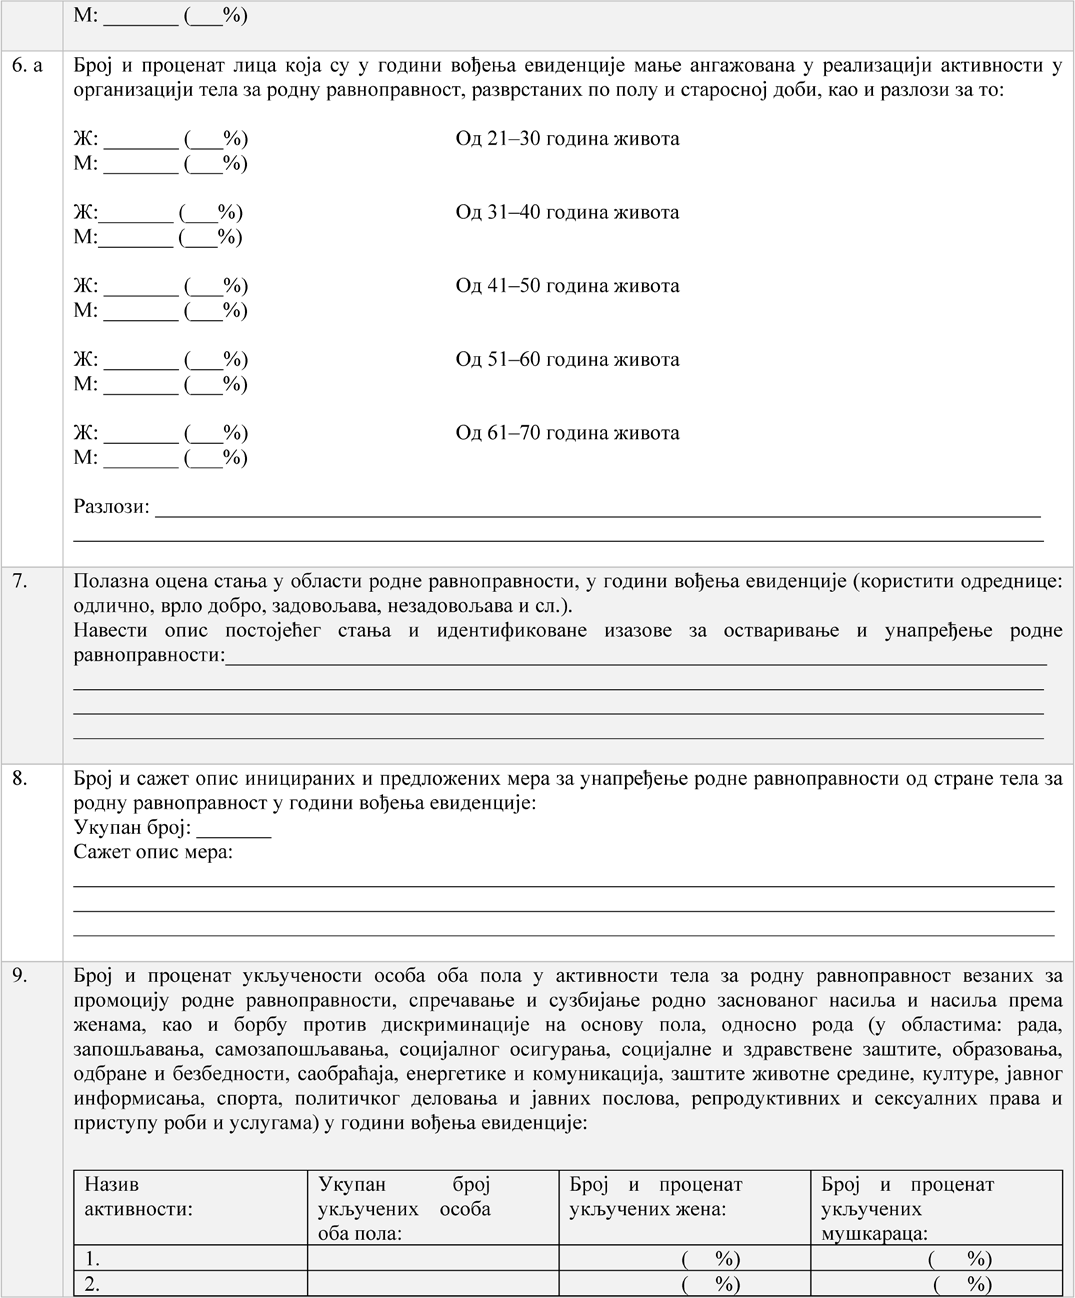 М: _______ (___%)
6. а
Број и проценат лица која су у години вођења евиденције мање ангажована у реализацији активности у
организацији тела за родну равноправност, разврстаних по полу и старосној доби, као и разлози за то:
Ж: _______ (___%) Од 21–30 година живота
М: _______ (___%)
Ж:_______ (___%) Од 31–40 година живота
М:_______ (___%)
Ж: _______ (___%) Од 41–50 година живота
М: _______ (___%)
Ж: _______ (___%) Од 51–60 година живота
М: _______ (___%)
Ж: _______ (___%) Од 61–70 година живота
М: _______ (___%)
Разлози: ______________________________
7.
Полазна оцена стања у области родне равноправности, у години вођења евиденције (користити одреднице:
одлично, врло добро, задовољава, незадовољава и сл.).
Навести опис постојећег стања и идентификоване изазове за остваривање и унапређење родне
равноправности:______________________________
8.
Број и сажет опис иницираних и предложених мера за унапређење родне равноправности од стране тела за
родну равноправност у години вођења евиденције:
Укупан број: _______
Сажет опис мера:
9.
Број и проценат укључености особа оба пола у активности тела за родну равноправност везаних за
промоцију родне равноправности, спречавање и сузбијање родно заснованог насиља и насиља према
женама, као и борбу против дискриминације на основу пола, односно рода (у областима: рада,
запошљавања, самозапошљавања, социјалног осигурања, социјалне и здравствене заштите, образовања,
одбране и безбедности, саобраћаја, енергетике и комуникација, заштите животне средине, културе, јавног
информисања, спорта, политичког деловања и јавних послова, репродуктивних и сексуалних права и
приступу роби и услугама) у години вођења евиденције:
Назив
активности:
Укупан број
укључених особа
оба пола:
Број и проценат
укључених жена:
Број и проценат
укључених
мушкараца:
1. ( %) ( %)
2. ( %) ( %)